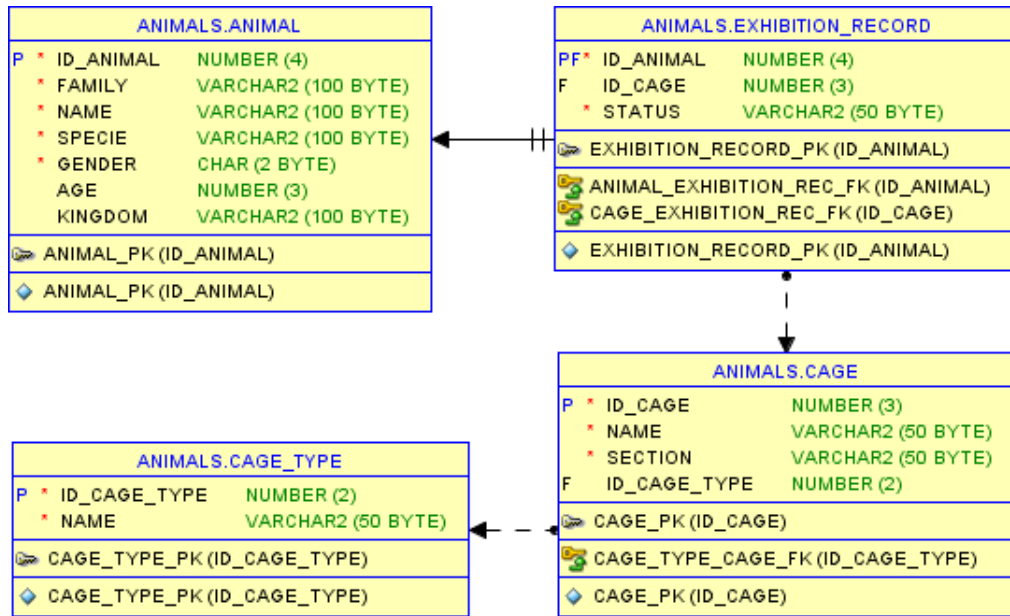 ANIMALS.ANIMAL
P * ID_ANIMAL NUMBER (4)
* FAMILY VARCHAR2 (100 BYTE)
* NAME VARCHAR2 (100 BYTE)
* SPECIE VARCHAR2 (100 BYTE)
* GENDER CHAR (2 BYTE)
AGE NUMBER (3)
KINGDOM VARCHAR2 (100 BYTE)
ANIMAL_PK (ID_ANIMAL)
ANIMAL_PK (ID_ANIMAL)
ANIMALS.EXHIBITION_RECORD
PF* ID_ANIMAL NUMBER (4)
F ID_CAGE NUMBER (3)
* STATUS VARCHAR2 (50 BYTE)
EXHIBITION_RECORD_PK (ID_ANIMAL)
ANIMAL_EXHIBITION_REC_FK (ID_ANIMAL)
CAGE_EXHIBITION_REC_FK (ID_CAGE)
EXHIBITION_RECORD_PK (ID_ANIMAL)
ANIMALS.CAGE_TYPE
P * ID_CAGE_TYPE NUMBER (2)
* NAME VARCHAR2 (50 BYTE)
CAGE_TYPE_PK (ID_CAGE_TYPE)
CAGE_TYPE_PK (ID_CAGE_TYPE)
ANIMALS.CAGE
P * ID_CAGE NUMBER (3)
* NAME VARCHAR2 (50 BYTE)
* SECTION VARCHAR2 (50 BYTE)
F ID_CAGE_TYPE NUMBER (2)
CAGE_PK (ID_CAGE)
CAGE_TYPE_CAGE_FK (ID_CAGE_TYPE)
CAGE_PK (ID_CAGE)